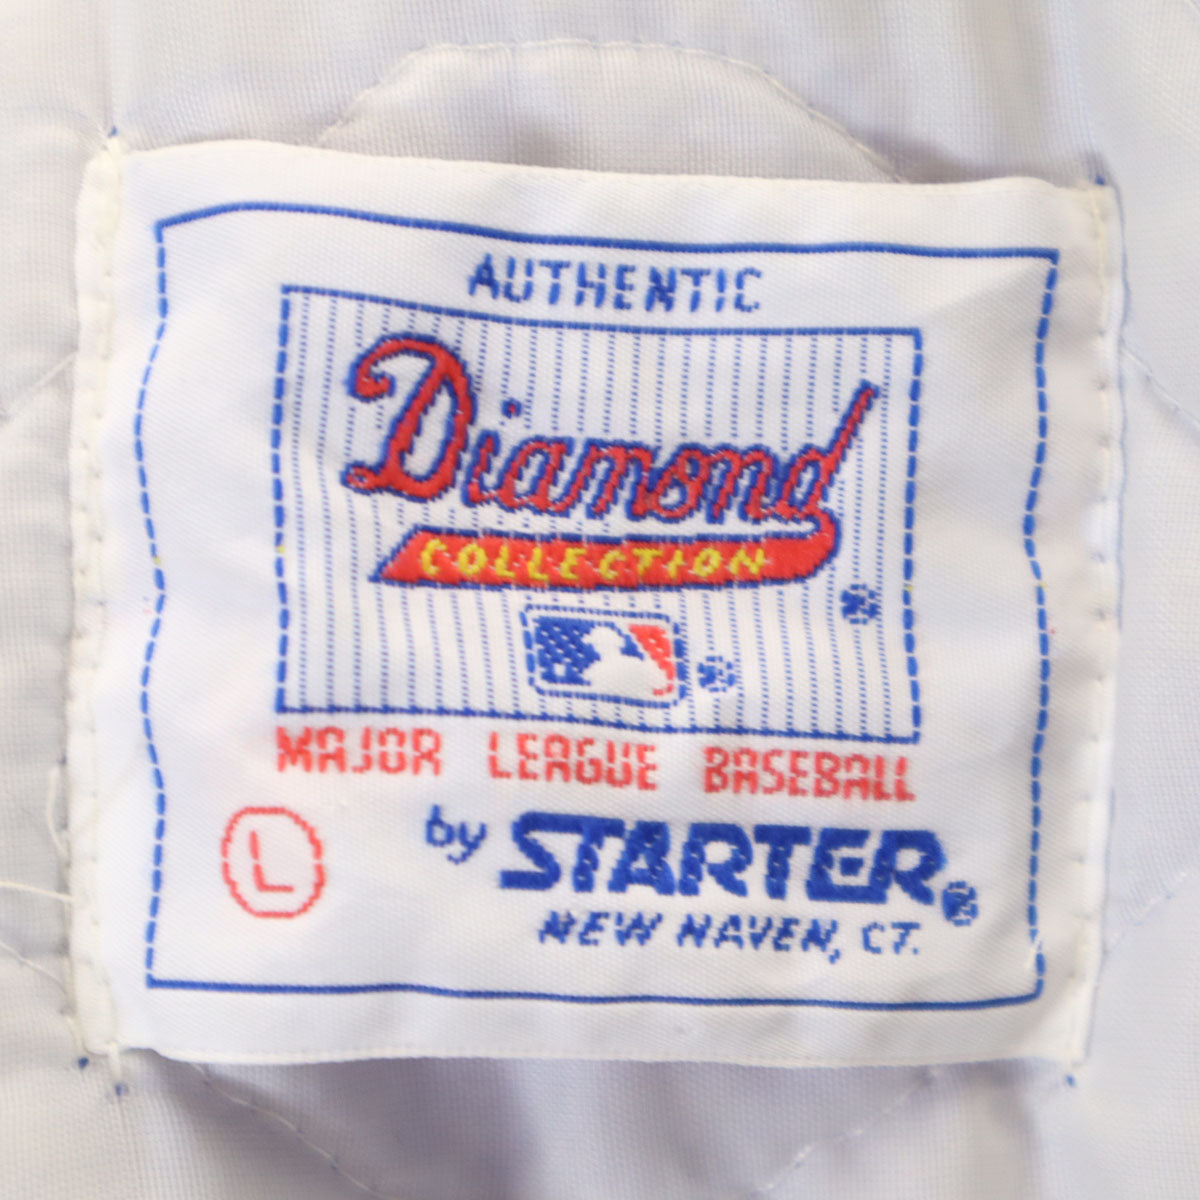 AUTHENTIC
Diamond
COLLECTION ®
®
MAJOR LEAGUE BASEBALL
L
by STARTER®
NEW HAVEN, CT.